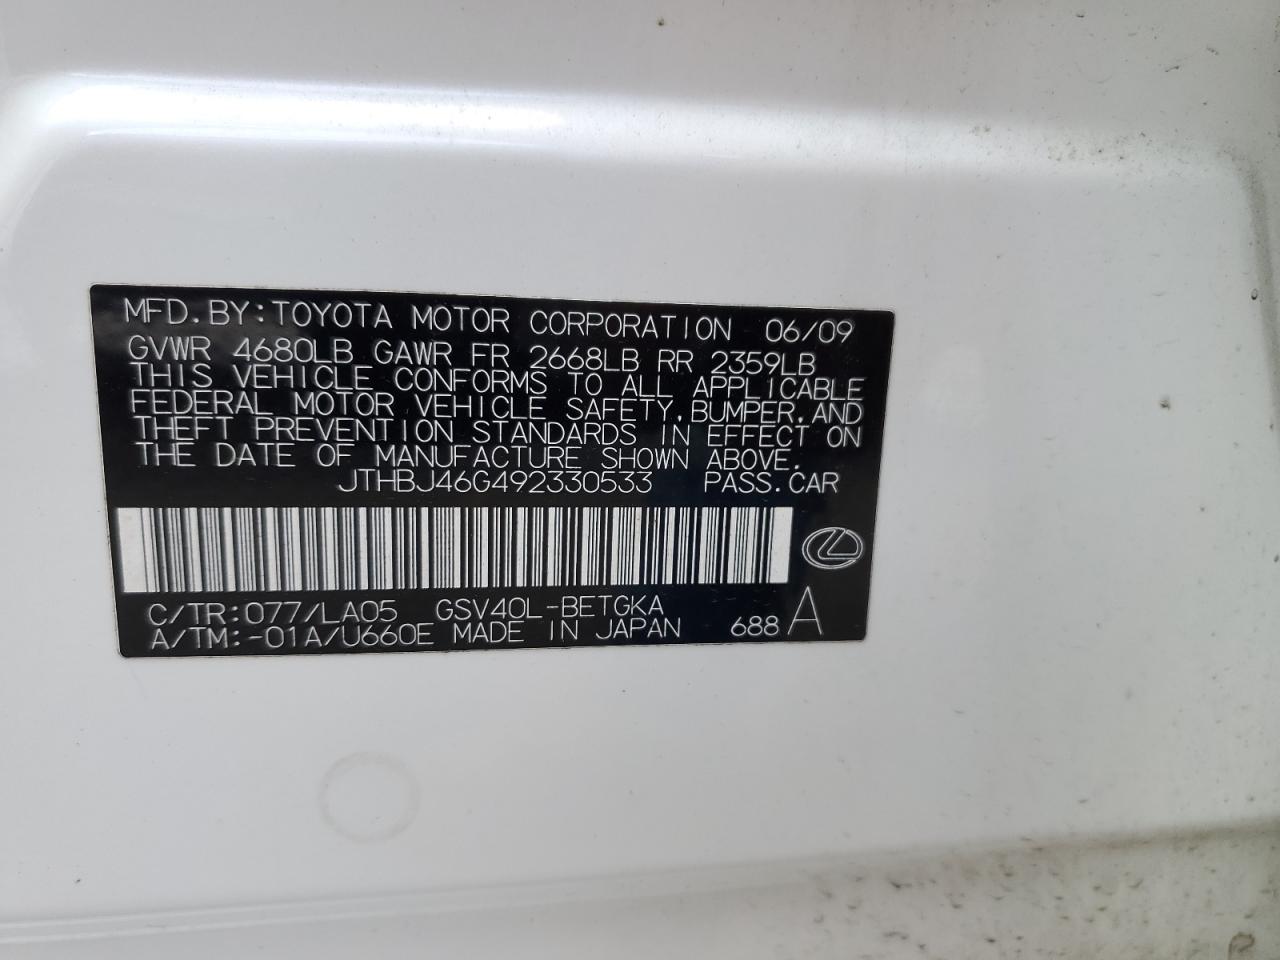 MFD.BY:TOYOTA MOTOR CORPORATION 06/09
GVWR 4680LB GAWR FR 2668LB RR 2359LB
THIS VEHICLE CONFORMS TO ALL APPLICABLE
FEDERAL MOTOR VEHICLE SAFETY,BUMPER,AND
THEFT PREVENTION STANDARDS IN EFFECT ON
THE DATE OF MANUFACTURE SHOWN ABOVE.
JTHBJ46G492330533 PASS.CAR
C/TR:077/LA05 GSV40L-BETGKA
A/TM:-01A/U660E MADE IN JAPAN 688 A